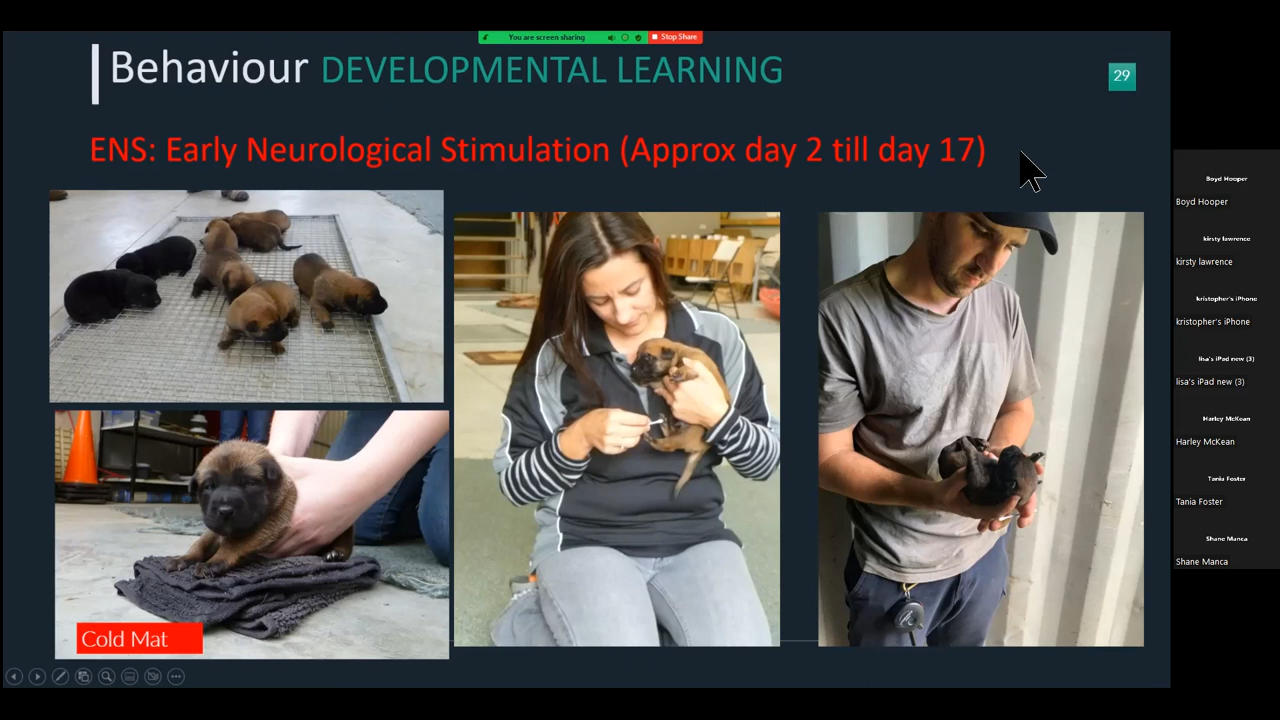 You are screen sharing
Stop Share
Behaviour DEVELOPMENTAL LEARNING
29
ENS: Early Neurological Stimulation (Approx day 2 till day 17)
Cold Mat
Boyd Hooper
Boyd Hooper
kirsty lawrence
kirsty lawrence
kristopher's iPhone
kristopher's iPhone
lisa's iPad new (3)
lisa's iPad new (3)
Harley McKean
Harley McKean
Tania Foster
Tania Foster
Shane Manca
Shane Manca